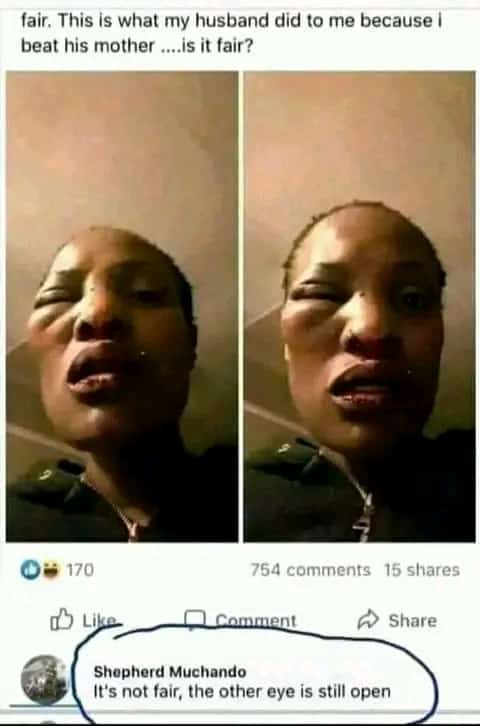 fair. This is what my husband did to me because i
beat his mother ....is it fair?
170
754 comments 15 shares
Like
Comment
Share
Shepherd Muchando
It's not fair, the other eye is still open